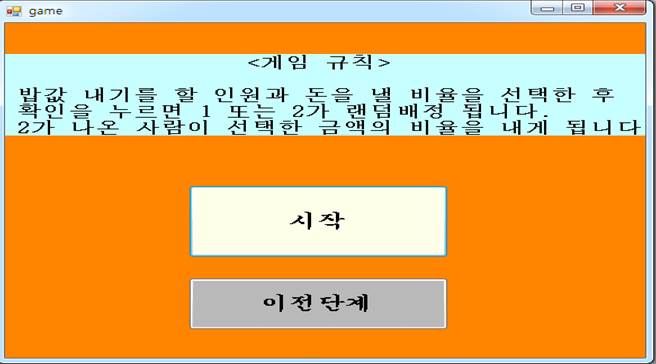 game
<게임 규칙>
밥값 내기를 할 인원과 돈을 낼 비율을 선택한 후
확인을 누르면 1 또는 2가 랜덤배정 됩니다.
2가 나온 사람이 선택한 금액의 비율을 내게 됩니다
시작
이전단계